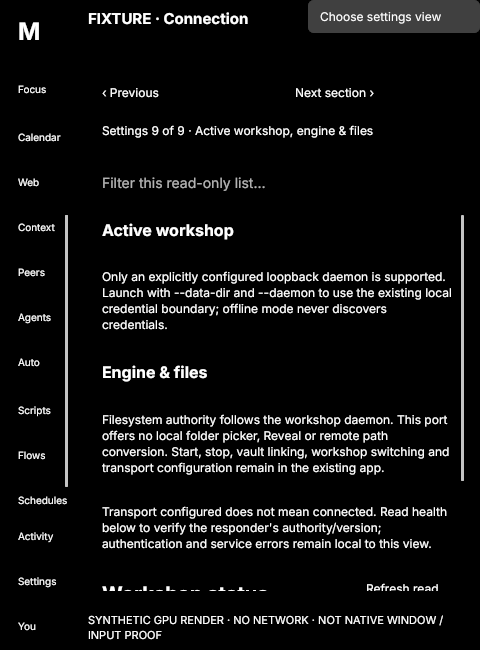 M
FIXTURE · Connection
Choose settings view
Focus
Calendar
Web
Context
Peers
Agents
Auto
Scripts
Flows
Schedules
Activity
Settings
You
‹ Previous
Next section ›
Settings 9 of 9 · Active workshop, engine & files
Filter this read-only list...
Active workshop
Only an explicitly configured loopback daemon is supported.
Launch with --data-dir and --daemon to use the existing local
credential boundary; offline mode never discovers
credentials.
Engine & files
Filesystem authority follows the workshop daemon. This port
offers no local folder picker, Reveal or remote path
conversion. Start, stop, vault linking, workshop switching and
transport configuration remain in the existing app.
Transport configured does not mean connected. Read health
below to verify the responder's authority/version;
authentication and service errors remain local to this view.
Workshop status
Refresh read
SYNTHETIC GPU RENDER · NO NETWORK · NOT NATIVE WINDOW /
INPUT PROOF